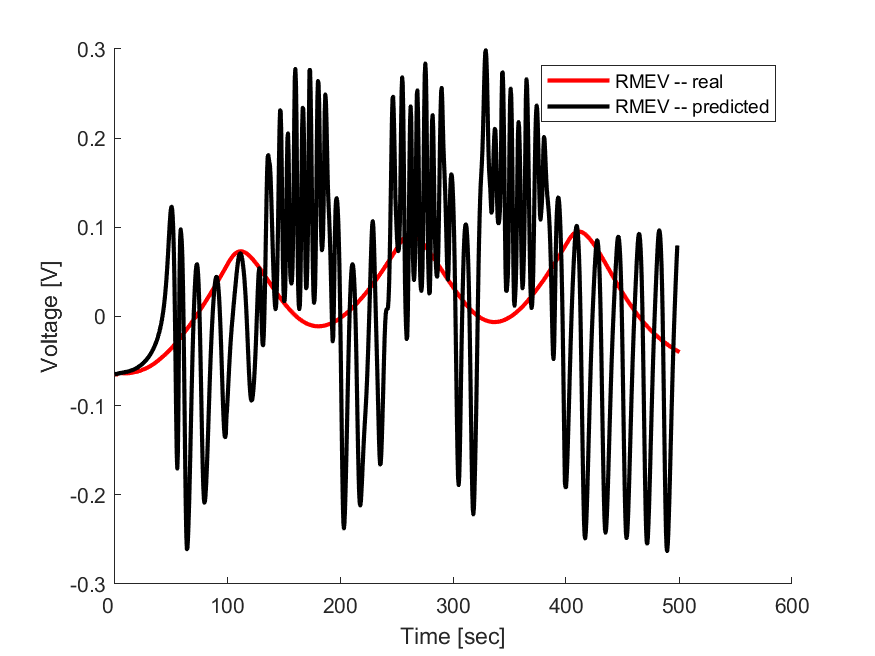 0.3
0.2
0.1
0
-0.1
-0.2
-0.3
Voltage [V]
RMEV -- real
RMEV -- predicted
0 100 200 300 400 500 600
Time [sec]